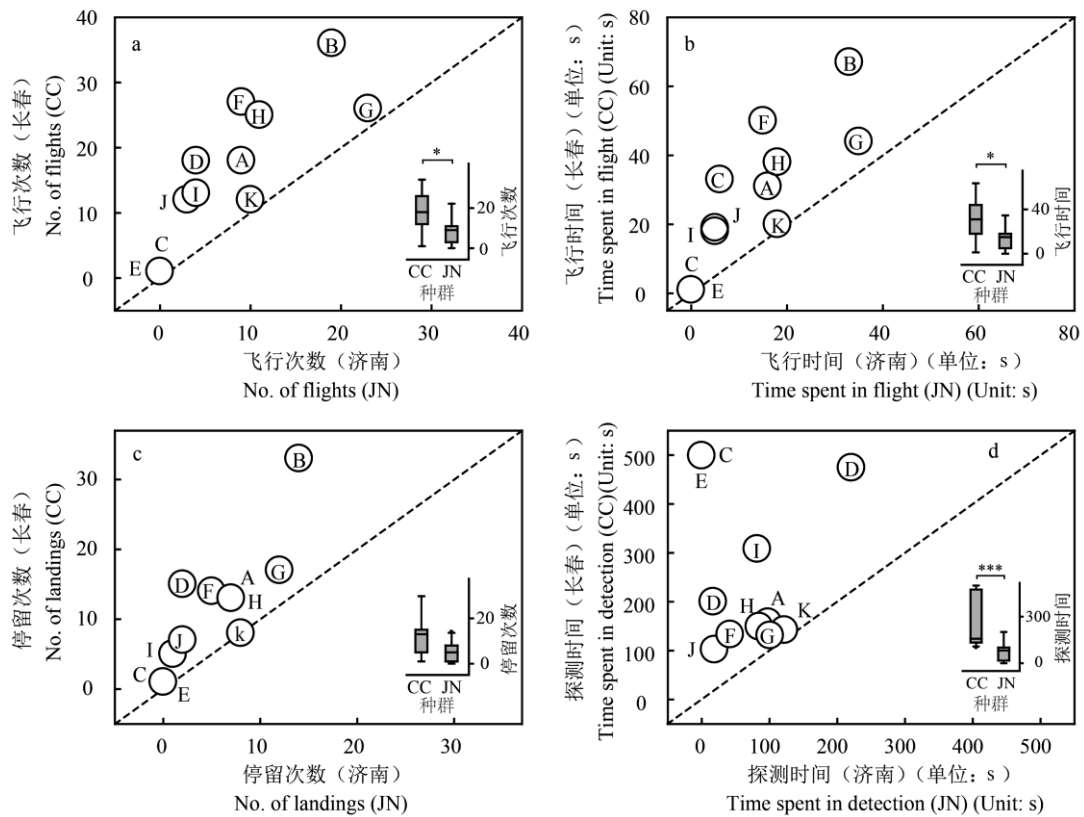 a
飞行次数（长春）
No. of flights (CC)
40
30
20
10
0
B
F
H
G
D
A
J
I
K
C
E
*
20
0
飞行次数
CC JN
种群
0 10 20 30 40
飞行次数（济南）
No. of flights (JN)
b
飞行时间（长春）（单位：s）
Time spent in flight (CC) (Unit: s)
80
60
40
20
0
B
F
G
H
C
A
J
I
K
C
E
*
40
0
飞行时间
CC JN
种群
0 20 40 60 80
飞行时间（济南）（单位：s）
Time spent in flight (JN) (Unit: s)
c
停留次数（长春）
No. of landings (CC)
30
20
10
0
B
G
D
F
A
H
I
J
k
C
E
20
0
停留次数
CC JN
种群
0 10 20 30
停留次数（济南）
No. of landings (JN)
d
探测时间（长春）（单位：s）
Time spent in detection (CC)(Unit: s)
500
400
300
200
100
0
C
E
D
I
D
H
A
K
F
G
J
***
300
0
探测时间
CC JN
种群
0 100 200 300 400 500
探测时间（济南）（单位：s）
Time spent in detection (JN) (Unit: s)